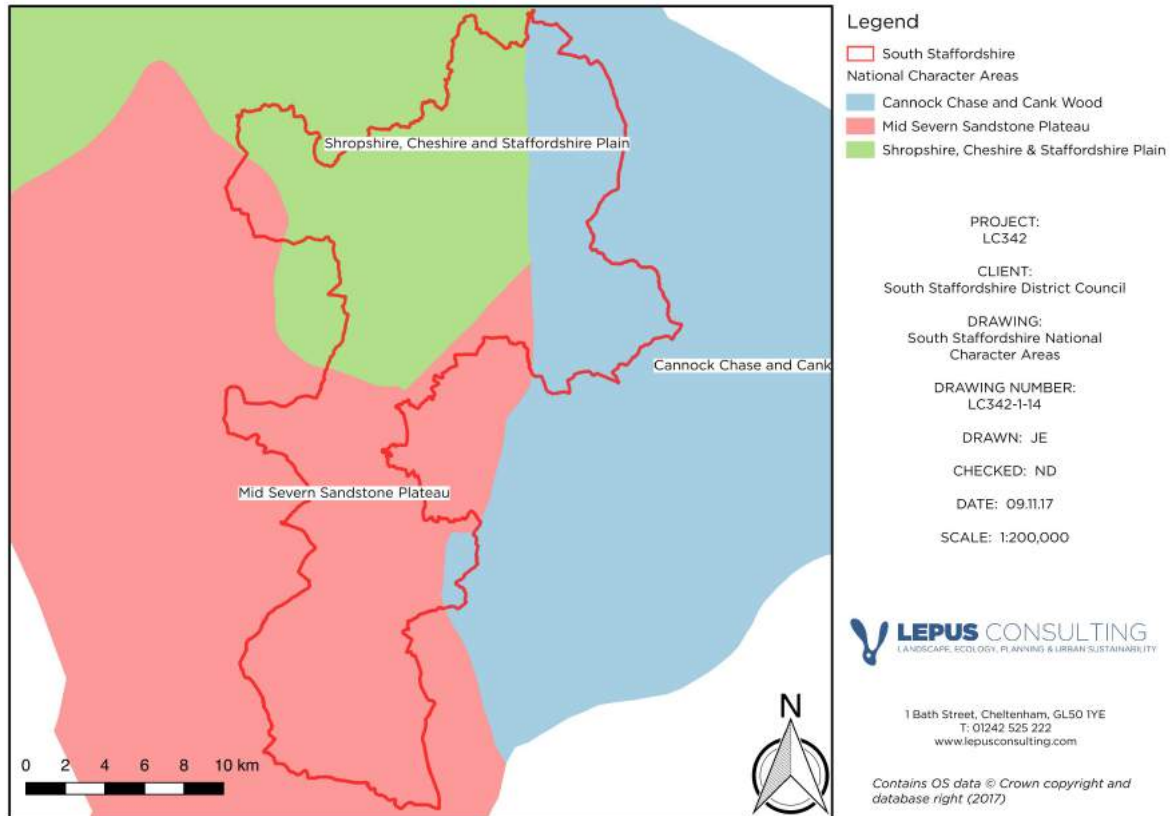 Shropshire, Cheshire and Staffordshire Plain
Cannock Chase and Cank
Mid Severn Sandstone Plateau
0 2 4 6 8 10 km
N
Legend
South Staffordshire
National Character Areas
Cannock Chase and Cank Wood
Mid Severn Sandstone Plateau
Shropshire, Cheshire & Staffordshire Plain
PROJECT:
LC342
CLIENT:
South Staffordshire District Council
DRAWING:
South Staffordshire National
Character Areas
DRAWING NUMBER:
LC342-1-14
DRAWN: JE
CHECKED: ND
DATE: 09.11.17
SCALE: 1:200,000
LEPUS CONSULTING
LANDSCAPE, ECOLOGY, PLANNING & URBAN SUSTAINABILITY
1 Bath Street, Cheltenham, GL50 1YE
T: 01242 525 222
www.lepusconsulting.com
Contains OS data © Crown copyright and
database right (2017)